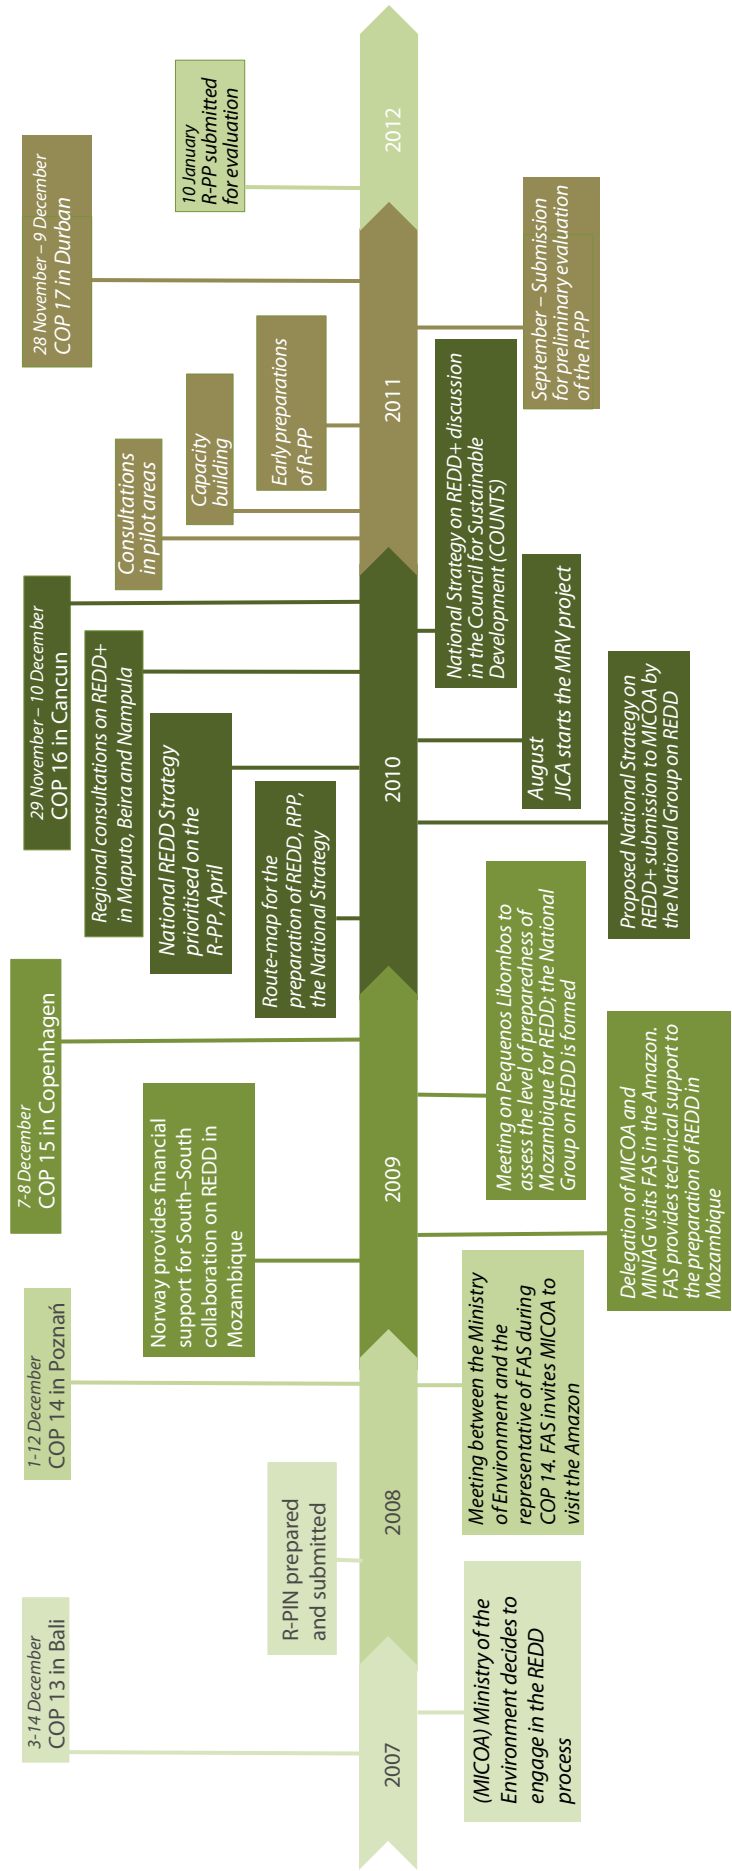 3-14 December
COP 13 in Bali
1-12 December
COP 14 in Poznań
7-8 December
COP 15 in Copenhagen
29 November – 10 December
COP 16 in Cancun
28 November – 9 December
COP 17 in Durban
R-PIN prepared
and submitted
Norway provides financial
support for South–South
collaboration on REDD in
Mozambique
Route-map for the
preparation of REDD, RPP,
the National Strategy
National REDD Strategy
prioritised on the
R-PP, April
Regional consultations on REDD+
in Maputo, Beira and Nampula
Consultations
in pilot areas
Capacity
building
Early preparations
of R-PP
10 January
R-PP submitted
for evaluation
2007
2008
2009
2010
2011
2012
(MICOA) Ministry of the
Environment decides to
engage in the REDD
process
Meeting between the Ministry
of Environment and the
representative of FAS during
COP 14. FAS invites MICOA to
visit the Amazon
Delegation of MICOA and
MINIAG visits FAS in the Amazon.
FAS provides technical support to
the preparation of REDD in
Mozambique
Meeting on Pequenos Libombos to
assess the level of preparedness of
Mozambique for REDD; the National
Group on REDD is formed
Proposed National Strategy on
REDD+ submission to MICOA by
the National Group on REDD
August
JICA starts the MRV project
National Strategy on REDD+ discussion
in the Council for Sustainable
Development (COUNTS)
September – Submission
for preliminary evaluation
of the R-PP